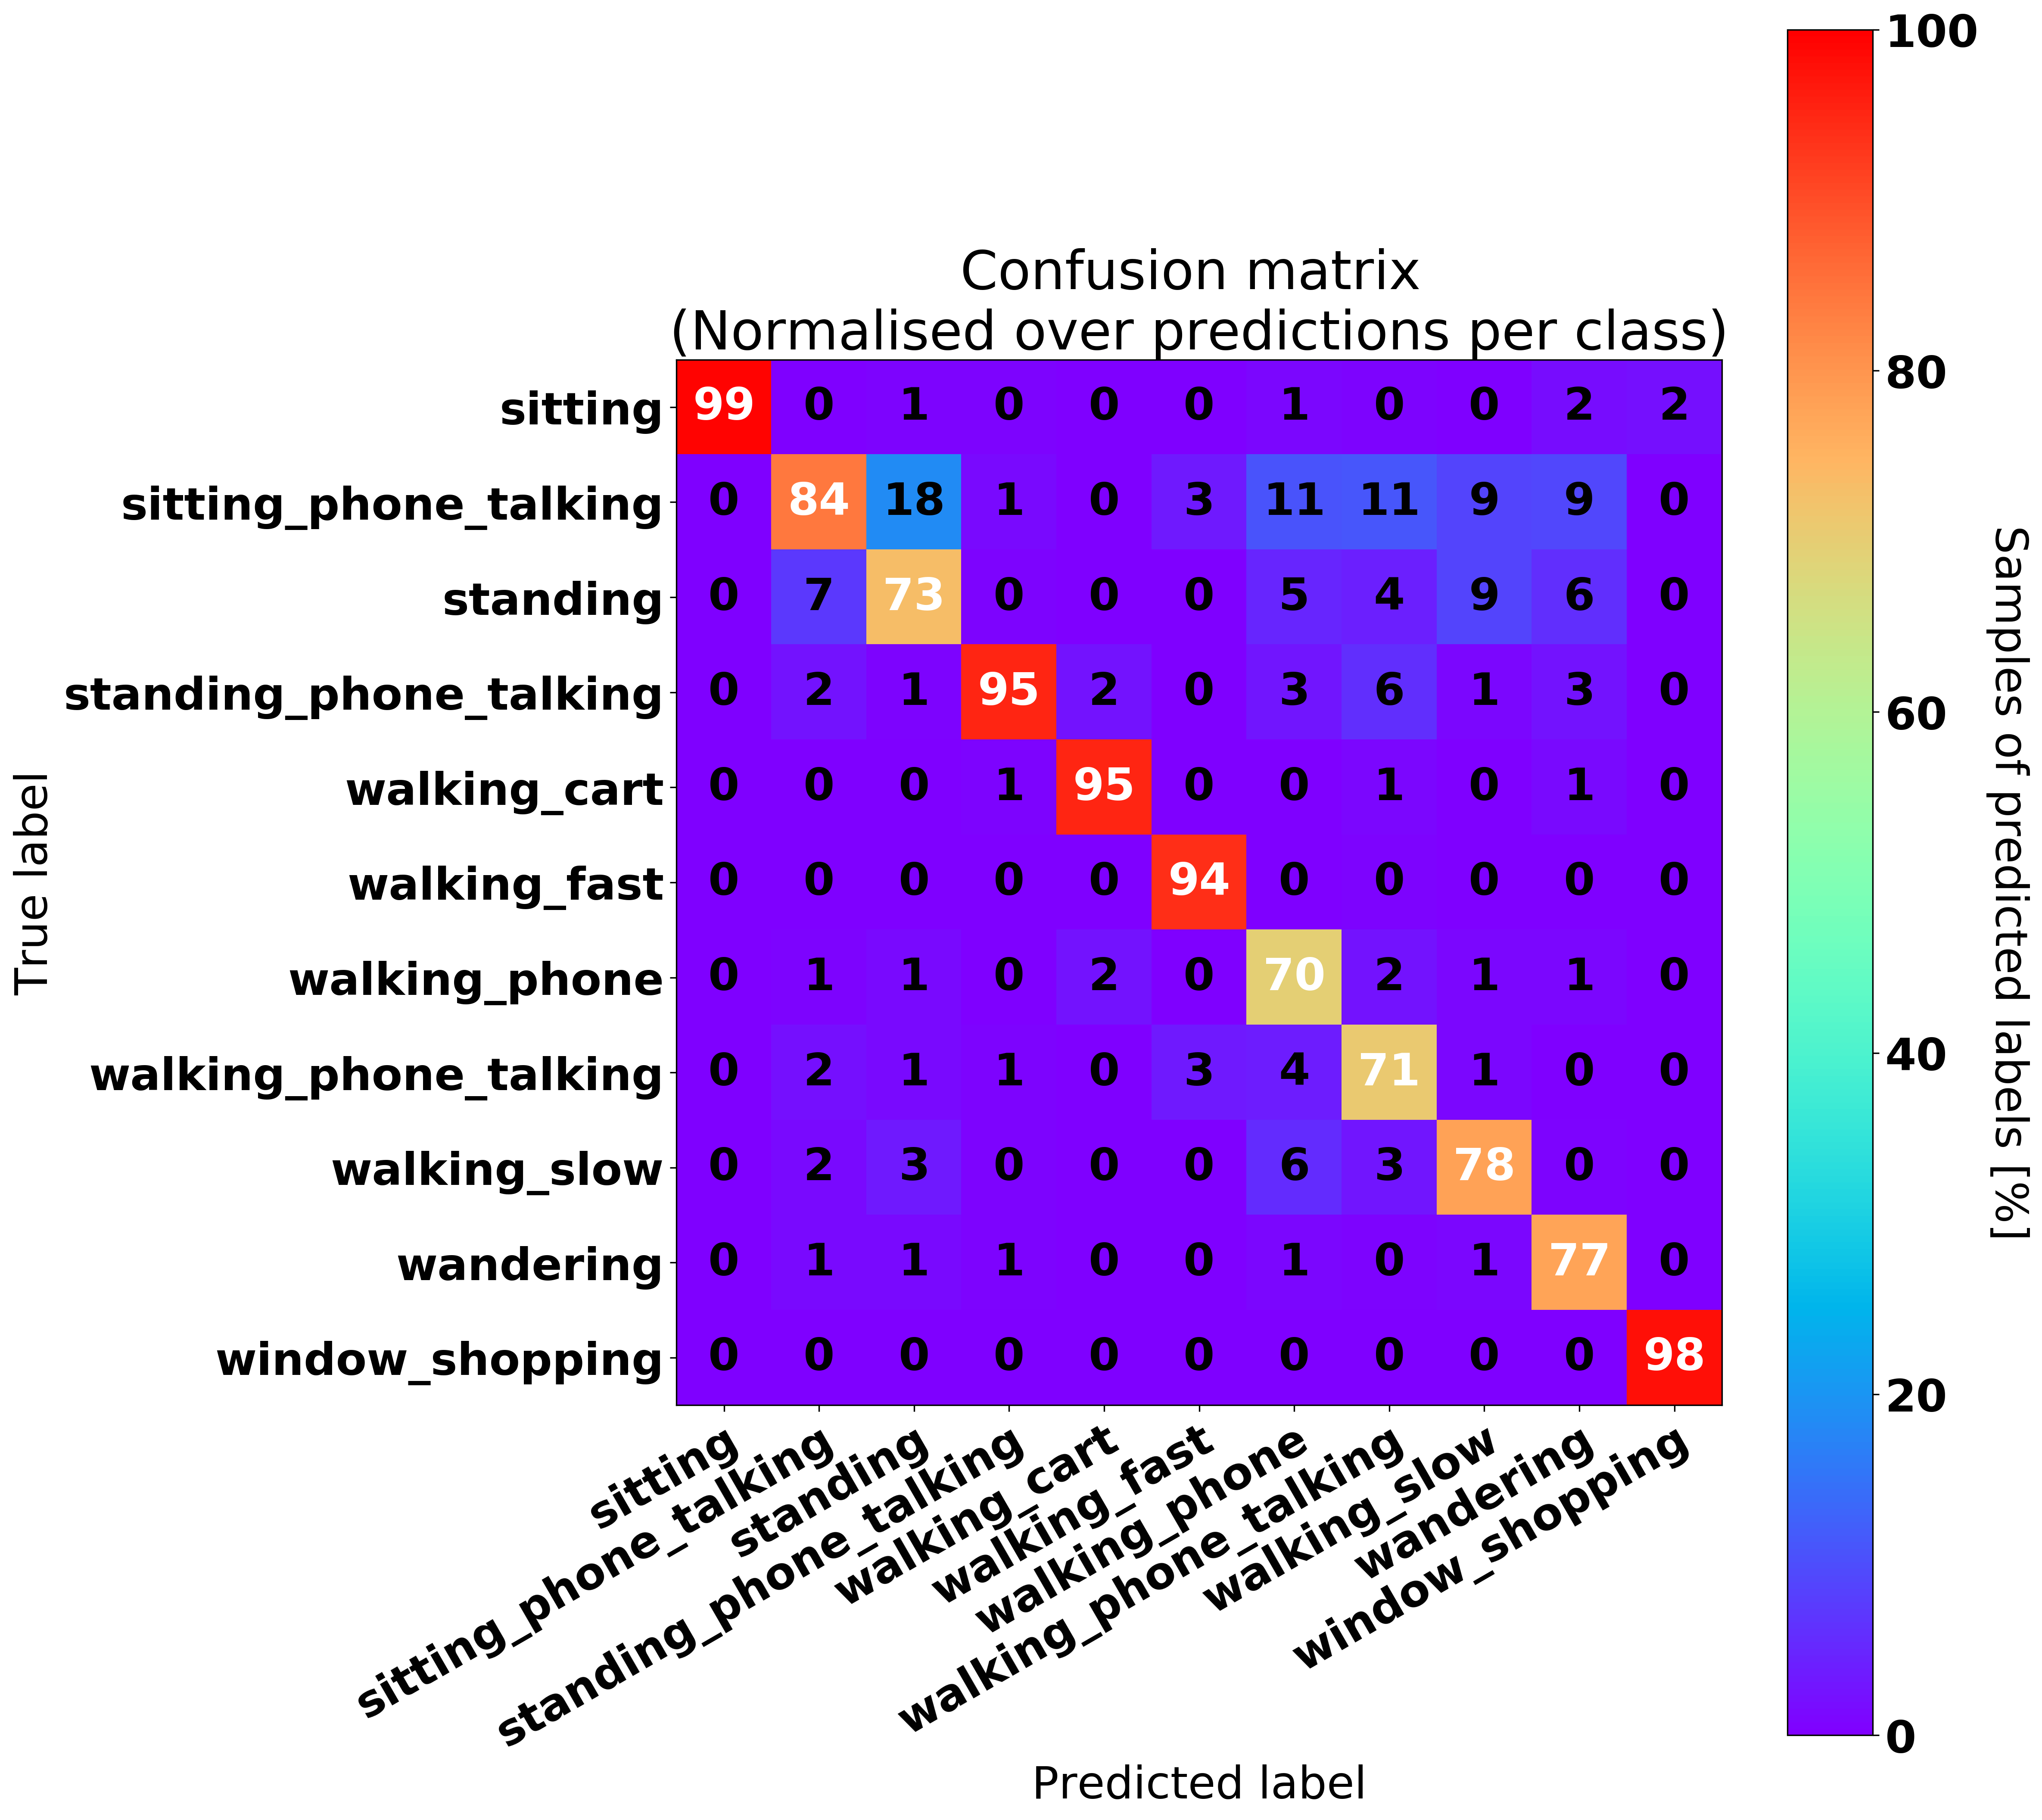 Confusion matrix
(Normalised over predictions per class)
sitting 99 0 1 0 0 0 1 0 0 2 2
sitting_phone_talking 0 84 18 1 0 3 11 11 9 9 0
standing 0 7 73 0 0 0 5 4 9 6 0
standing_phone_talking 0 2 1 95 2 0 3 6 1 3 0
walking_cart 0 0 0 1 95 0 0 1 0 1 0
walking_fast 0 0 0 0 0 94 0 0 0 0 0
walking_phone 0 1 1 0 2 0 70 2 1 1 0
walking_phone_talking 0 2 1 1 0 3 4 71 1 0 0
walking_slow 0 2 3 0 0 0 6 3 78 0 0
wandering 0 1 1 1 0 0 1 0 1 77 0
window_shopping 0 0 0 0 0 0 0 0 0 0 98
True label
sitting
sitting_phone_talking
standing
standing_phone_talking
walking_cart
walking_fast
walking_phone
walking_phone_talking
walking_slow
wandering
window_shopping
Predicted label
100
80
60
40
20
0
Samples of predicted labels [%]